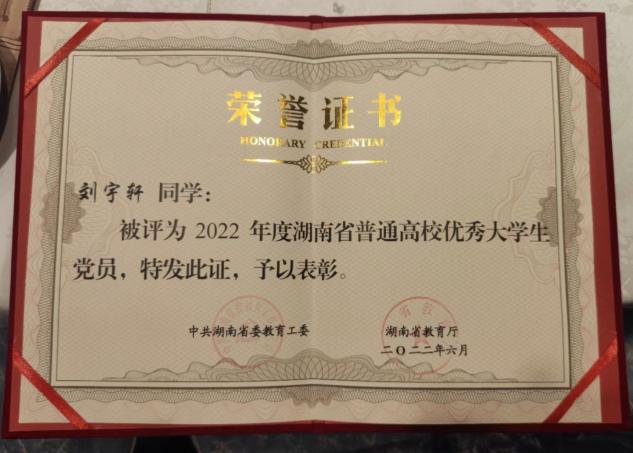 荣誉证书
HONORARY CREDENTIAL
刘宇轩 同学：
被评为 2022 年度湖南省普通高校优秀大学生
党员，特发此证，予以表彰。
中共湖南省委教育工委 湖南省教育厅
二〇二二年六月